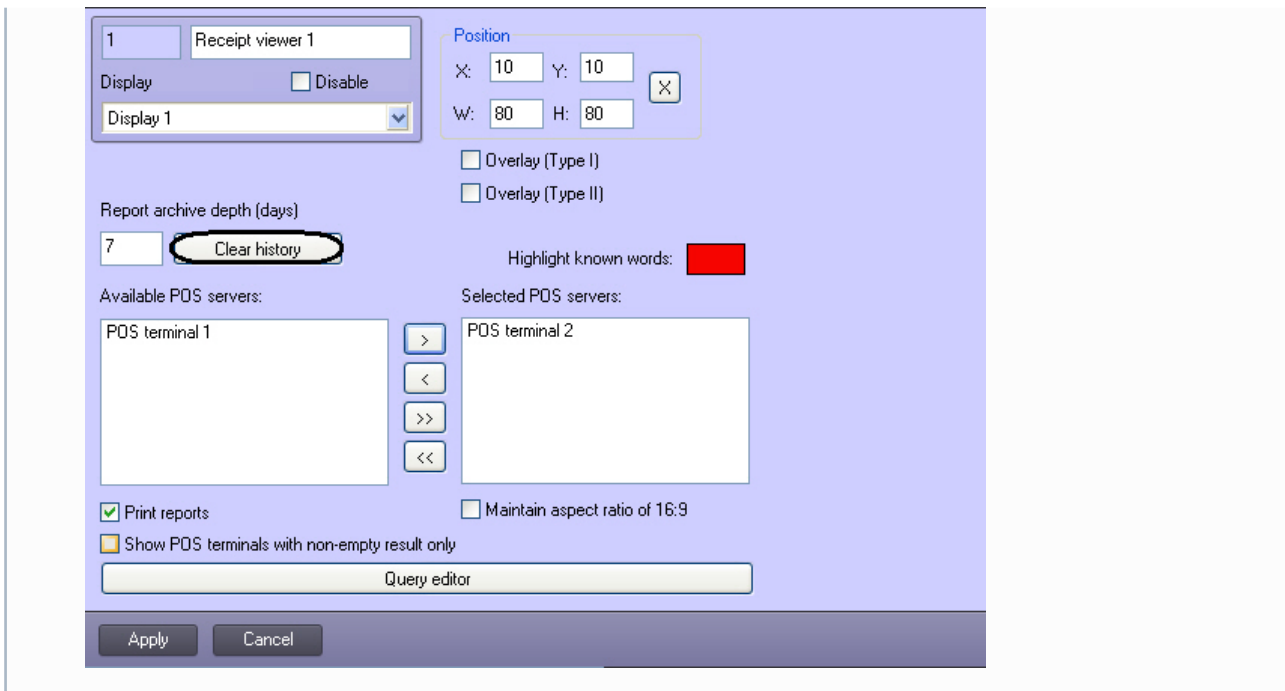 1 Receipt viewer 1
Display Disable
Display 1
Position
X: 10 Y: 10 X
W: 80 H: 80
Overlay (Type I)
Overlay (Type II)
Report archive depth (days)
7 Clear history
Highlight known words:
Available POS servers:
Selected POS servers:
POS terminal 1
POS terminal 2
>
<
>>
<<
Print reports
Maintain aspect ratio of 16:9
Show POS terminals with non-empty result only
Query editor
Apply Cancel